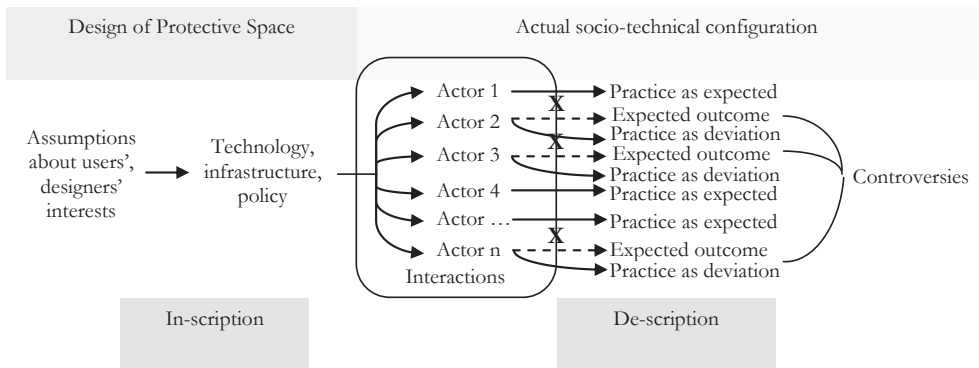 Design of Protective Space
Actual socio-technical configuration
Assumptions
about users',
designers'
interests
Technology,
infrastructure,
policy
Actor 1
Actor 2
Actor 3
Actor 4
Actor …
Actor n
Interactions
X
X
X
Practice as expected
Expected outcome
Practice as deviation
Expected outcome
Practice as deviation
Practice as expected
Practice as expected
Expected outcome
Practice as deviation
Controversies
In-scription
De-scription